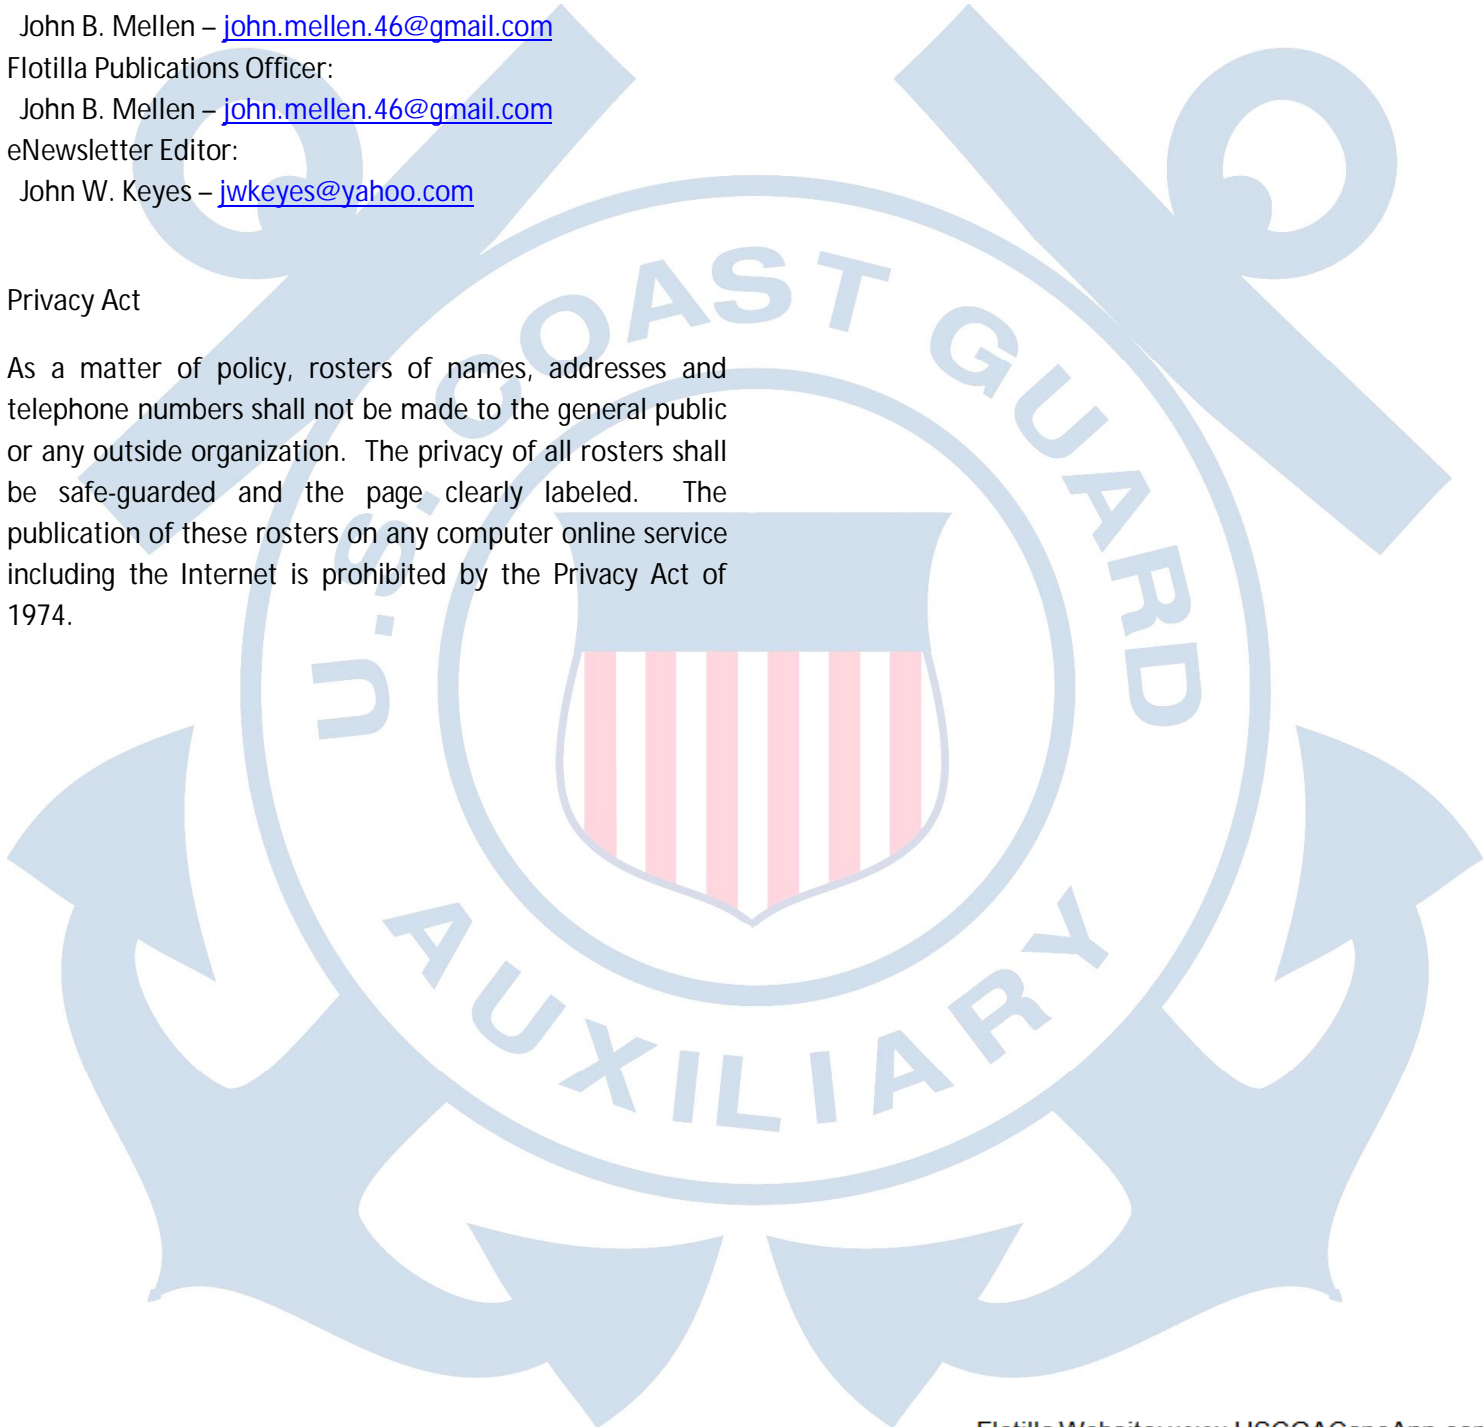 John B. Mellen – john.mellen.46@gmail.com
Flotilla Publications Officer:
John B. Mellen – john.mellen.46@gmail.com
eNewsletter Editor:
John W. Keyes – jwkeyes@yahoo.com
Privacy Act
As a matter of policy, rosters of names, addresses and
telephone numbers shall not be made to the general public
or any outside organization. The privacy of all rosters shall
be safe-guarded and the page clearly labeled. The
publication of these rosters on any computer online service
including the Internet is prohibited by the Privacy Act of
1974.
U.S. COAST GUARD
AUXILIARY